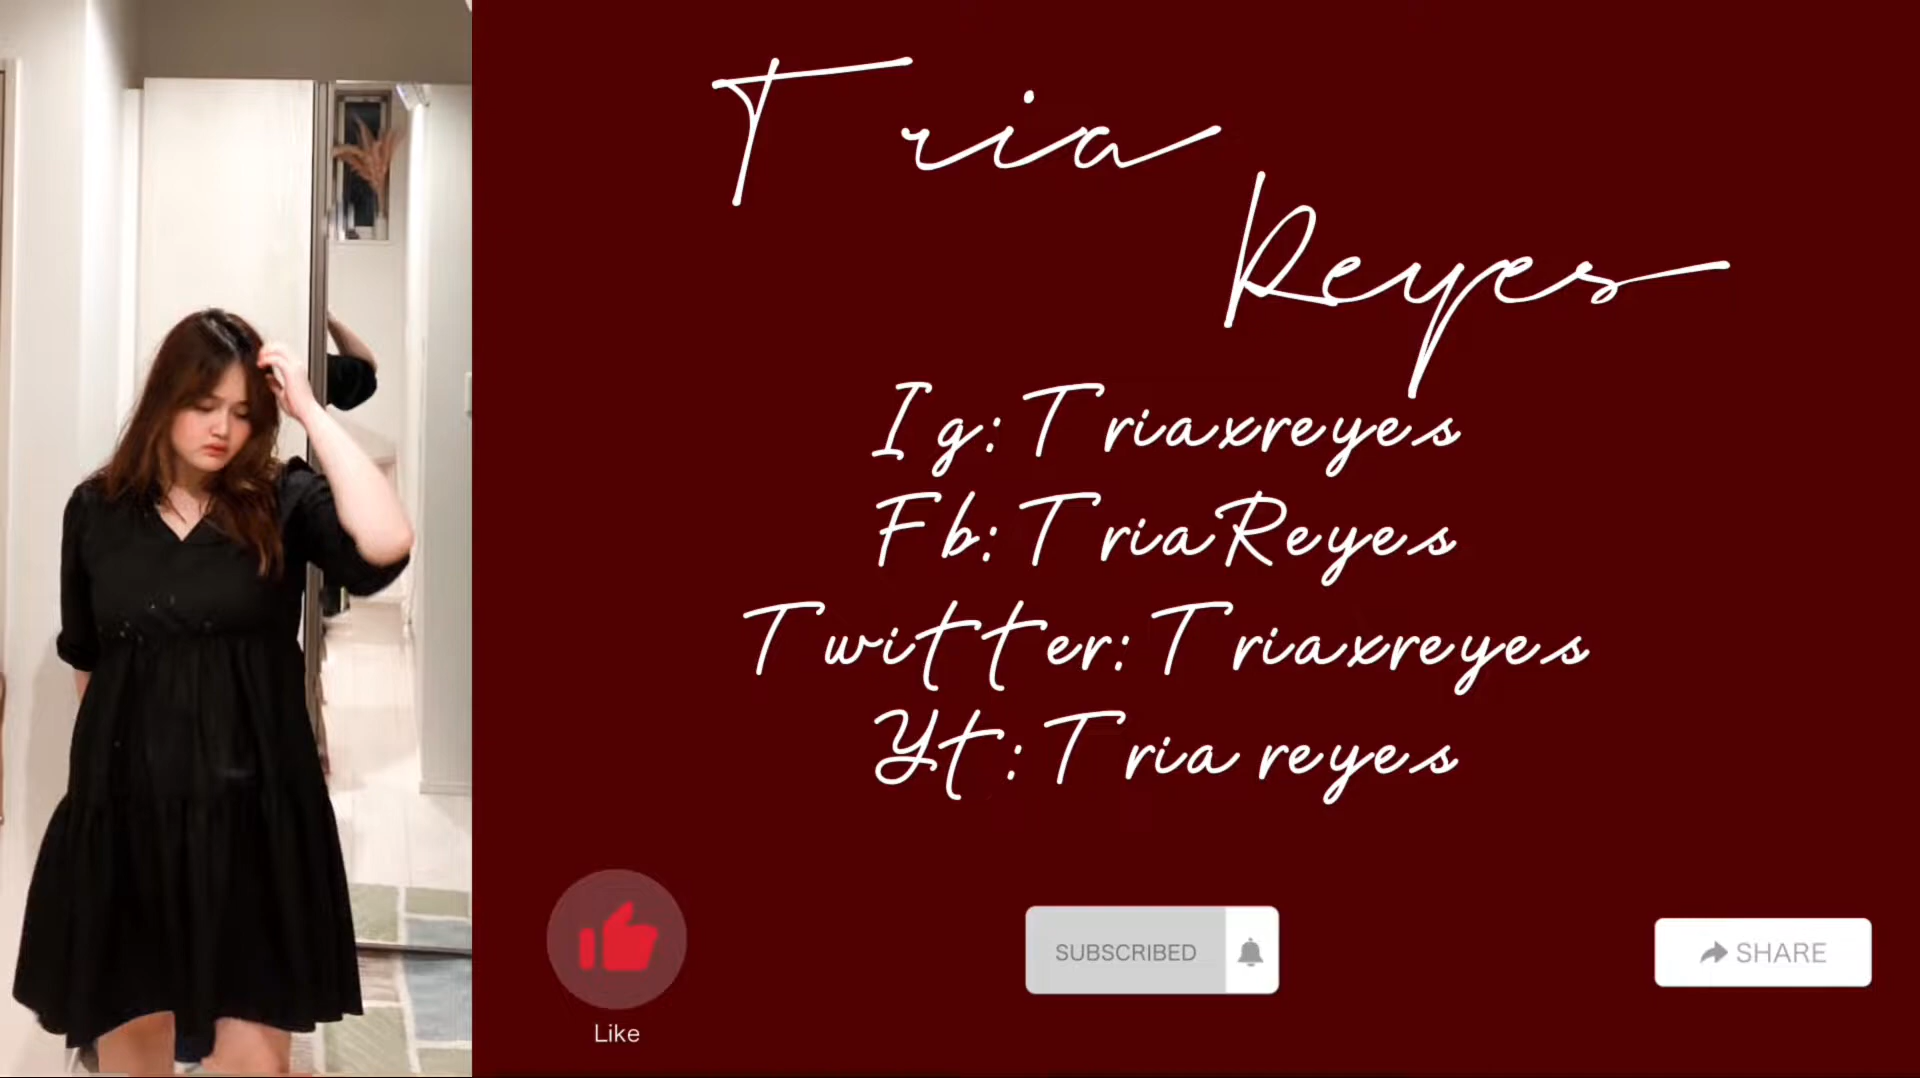 Tria
Reyes
Ig: Triaxreyes
Fb: TriaReyes
Twitter: Triaxreyes
Yt: Tria reyes
Like
SUBSCRIBED
SHARE